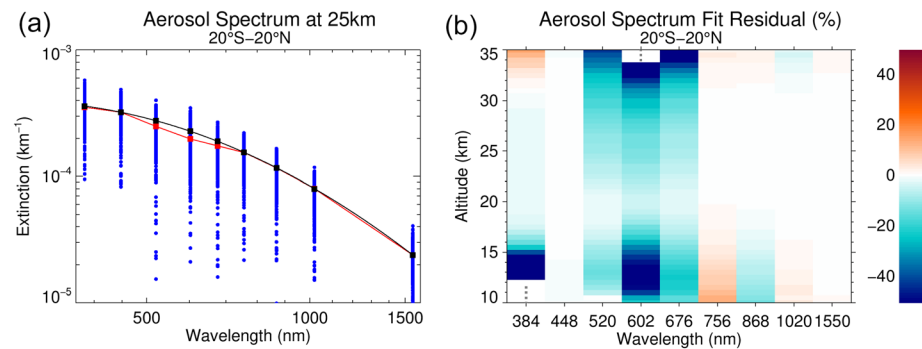 (a)
Aerosol Spectrum at 25km
20°S−20°N
10⁻³
10⁻⁴
10⁻⁵
Extinction (km⁻¹)
500
1000
1500
Wavelength (nm)
(b)
Aerosol Spectrum Fit Residual (%)
20°S−20°N
35
30
25
20
15
10
Altitude (km)
384 448 520 602 676 756 868 1020 1550
Wavelength (nm)
40
20
0
−20
−40